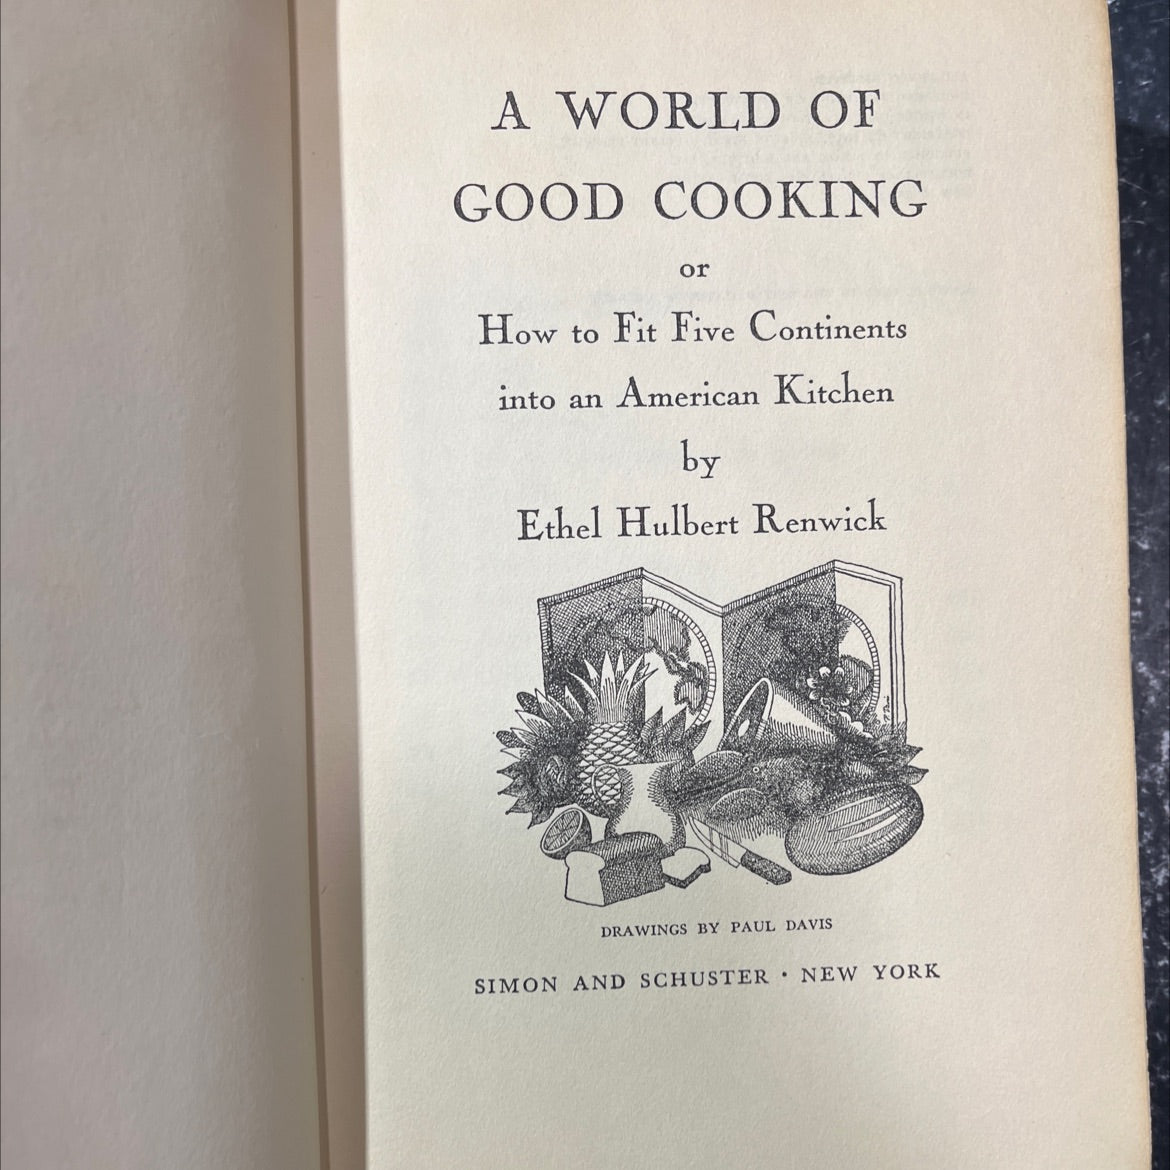 A WORLD OF
GOOD COOKING
or
How to Fit Five Continents
into an American Kitchen
by
Ethel Hulbert Renwick
DRAWINGS BY PAUL DAVIS
SIMON AND SCHUSTER · NEW YORK